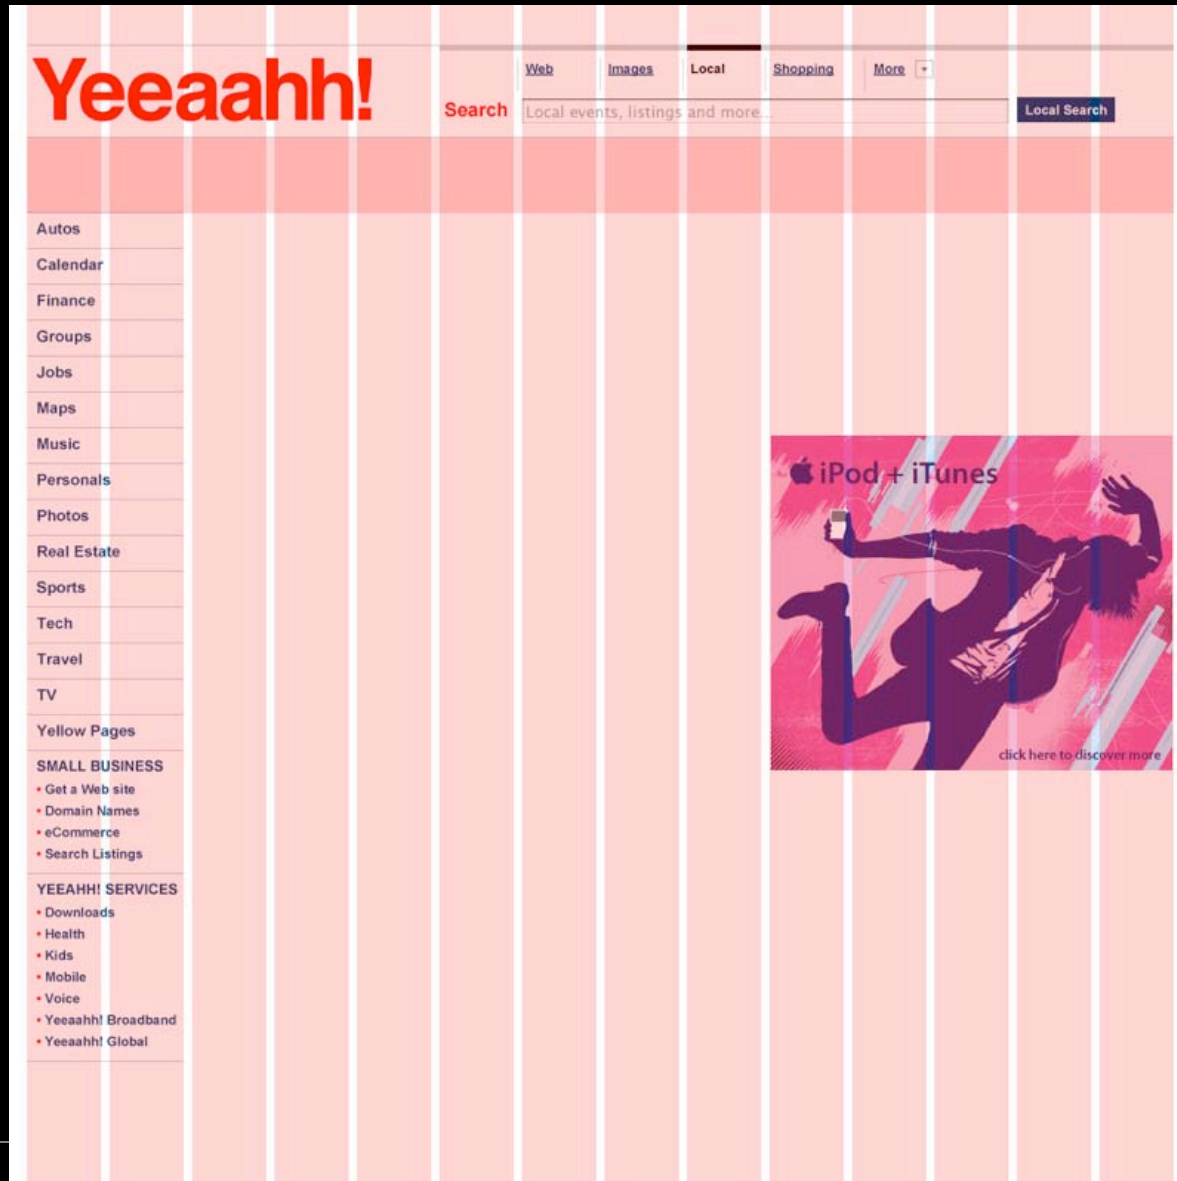 Yeeaahh!
Web Images Local Shopping More
Search Local events, listings and more... Local Search
Autos
Calendar
Finance
Groups
Jobs
Maps
Music
Personals
Photos
Real Estate
Sports
Tech
Travel
TV
Yellow Pages
SMALL BUSINESS
• Get a Web site
• Domain Names
• eCommerce
• Search Listings
YEEAHH! SERVICES
• Downloads
• Health
• Kids
• Mobile
• Voice
• Yeeaahh! Broadband
• Yeeaahh! Global
iPod + iTunes
click here to discover more